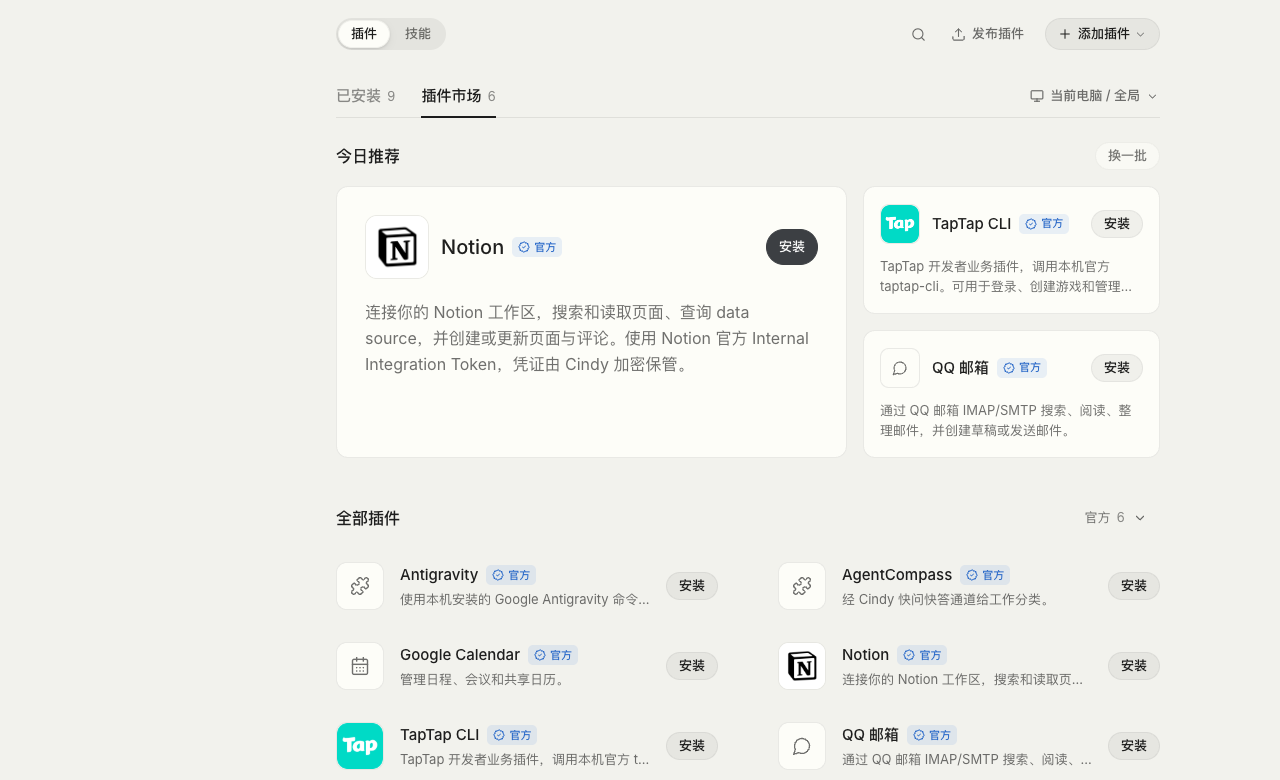 插件
技能
发布插件
添加插件
已安装 9
插件市场 6
当前电脑 / 全局
今日推荐
换一批
N
Notion
官方
安装
连接你的 Notion 工作区，搜索和读取页面、查询 data
source，并创建或更新页面与评论。使用 Notion 官方 Internal
Integration Token，凭证由 Cindy 加密保管。
Tap
TapTap CLI
官方
安装
TapTap 开发者业务插件，调用本机官方
taptap-cli。可用于登录、创建游戏和管理...
QQ 邮箱
官方
安装
通过 QQ 邮箱 IMAP/SMTP 搜索、阅读、整
理邮件，并创建草稿或发送邮件。
全部插件
官方 6
Antigravity
官方
使用本机安装的 Google Antigravity 命令...
安装
AgentCompass
官方
经 Cindy 快问快答通道给工作分类。
安装
Google Calendar
官方
管理日程、会议和共享日历。
安装
N
Notion
官方
连接你的 Notion 工作区，搜索和读取页...
安装
Tap
TapTap CLI
官方
TapTap 开发者业务插件，调用本机官方 t...
安装
QQ 邮箱
官方
通过 QQ 邮箱 IMAP/SMTP 搜索、阅读、...
安装